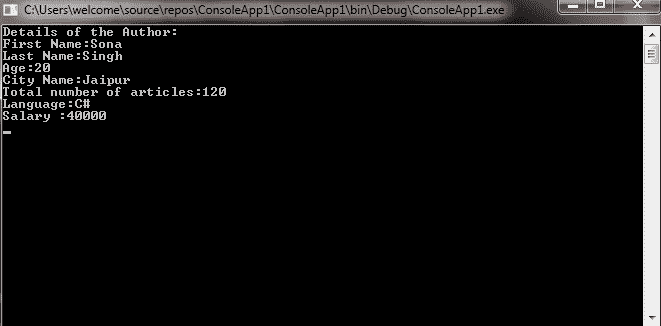 C:\Users\welcome\source\repos\ConsoleApp1\ConsoleApp1\bin\Debug\ConsoleApp1.exe
Details of the Author:
First Name:Sona
Last Name:Singh
Age:20
City Name:Jaipur
Total number of articles:120
Language:C#
Salary :40000